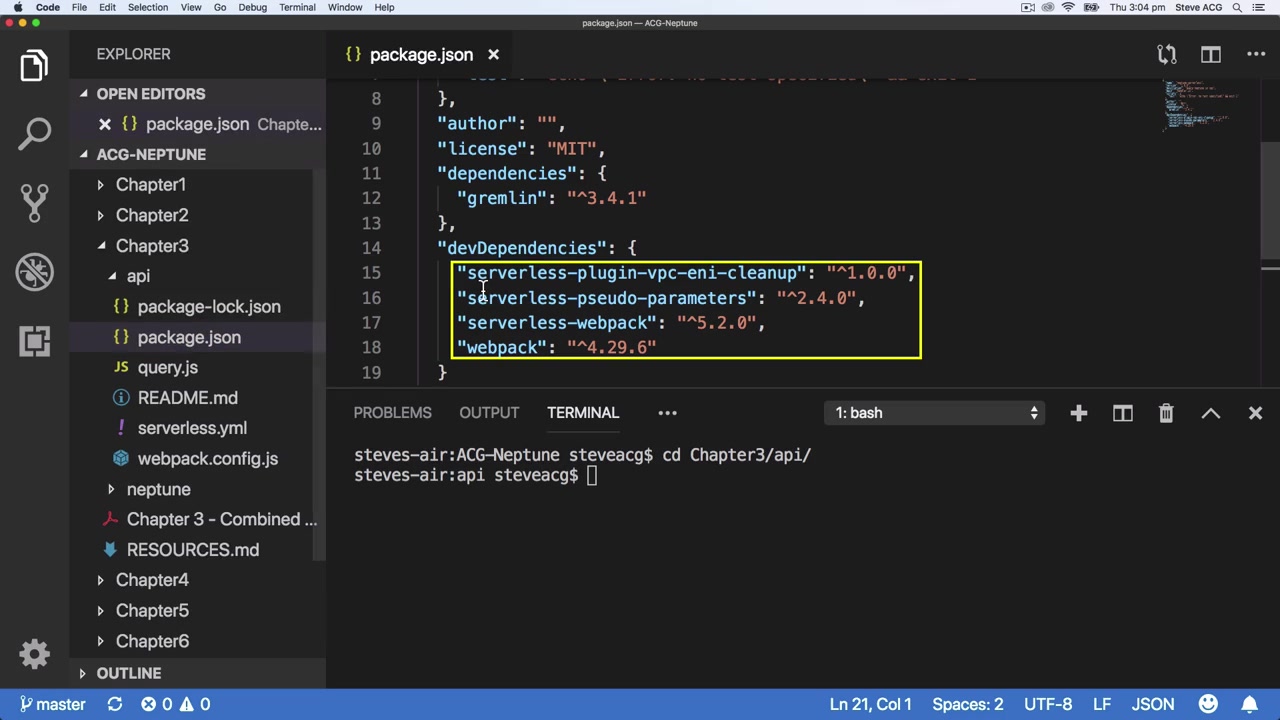 Code File Edit Selection View Go Debug Terminal Window Help Thu 3:04 pm Steve ACG
package.json — ACG-Neptune
EXPLORER
OPEN EDITORS
{} package.json Chapte...
ACG-NEPTUNE
Chapter1
Chapter2
Chapter3
api
{} package-lock.json
{} package.json
JS query.js
README.md
! serverless.yml
webpack.config.js
neptune
Chapter 3 - Combined ...
RESOURCES.md
Chapter4
Chapter5
Chapter6
OUTLINE
{} package.json
8 },
9 "author": "",
10 "license": "MIT",
11 "dependencies": {
12 "gremlin": "^3.4.1"
13 },
14 "devDependencies": {
15 "serverless-plugin-vpc-eni-cleanup": "^1.0.0",
16 "serverless-pseudo-parameters": "^2.4.0",
17 "serverless-webpack": "^5.2.0",
18 "webpack": "^4.29.6"
19 }
PROBLEMS OUTPUT TERMINAL ... 1: bash
steves-air:ACG-Neptune steveacg$ cd Chapter3/api/
steves-air:api steveacg$
master 0 0 Ln 21, Col 1 Spaces: 2 UTF-8 LF JSON